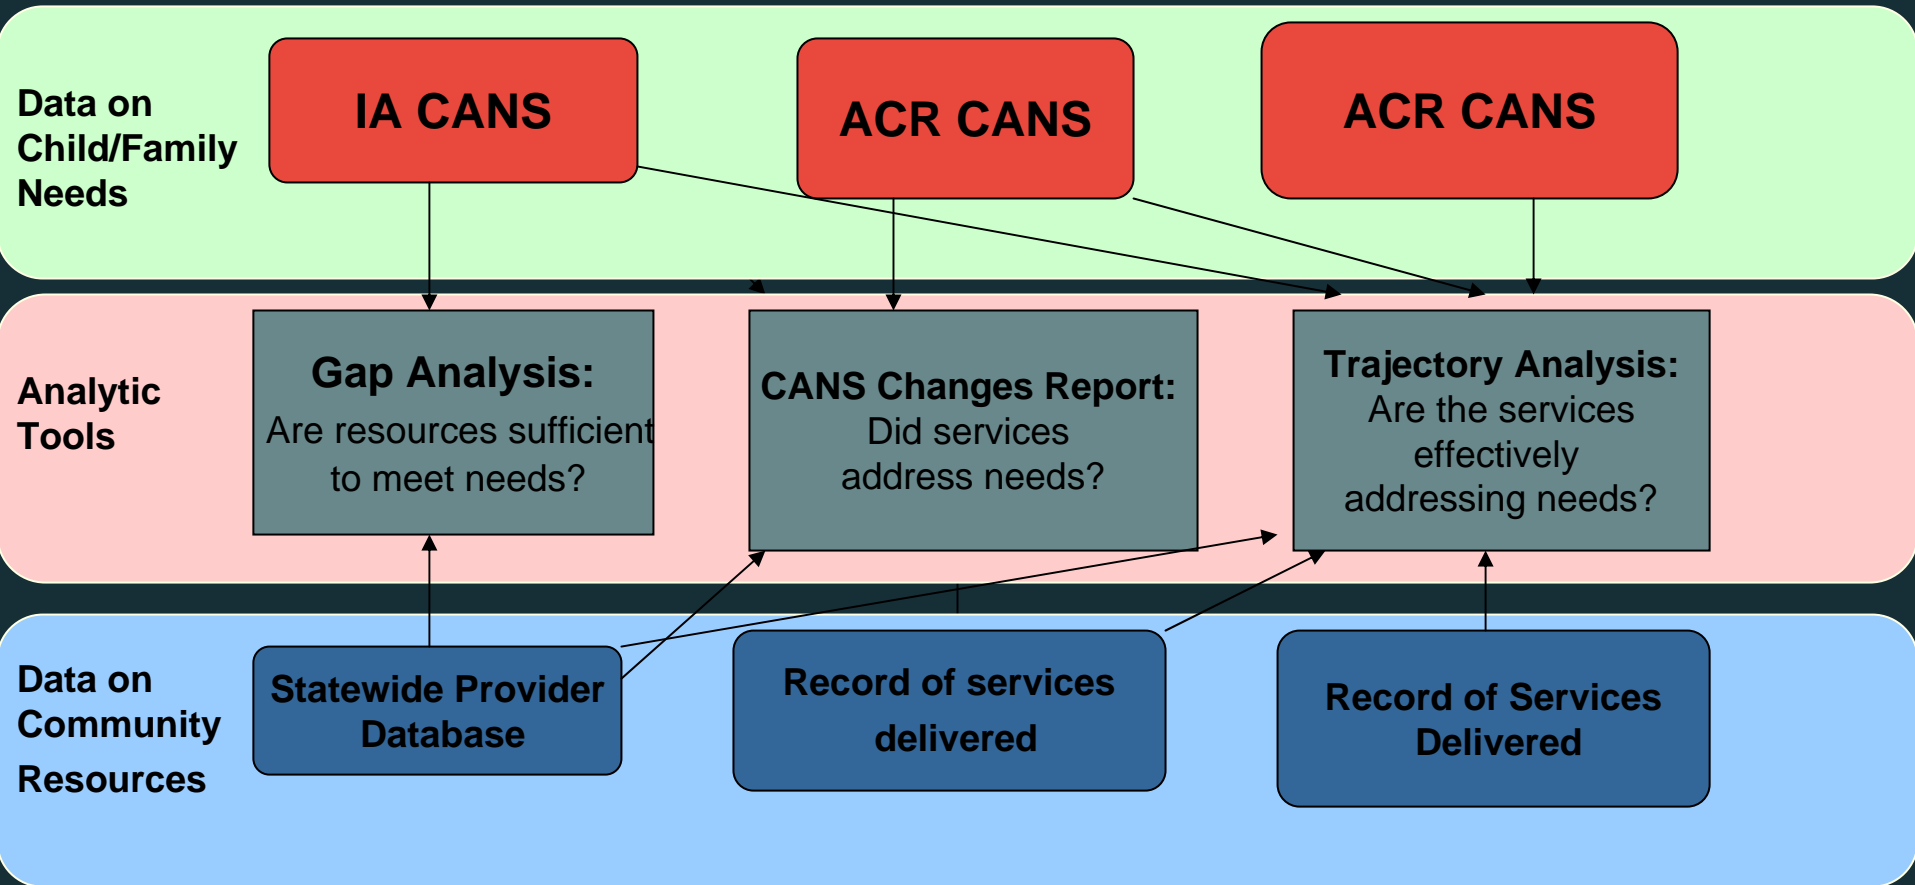 Data on
Child/Family
Needs
IA CANS
ACR CANS
ACR CANS
Analytic
Tools
Gap Analysis:
Are resources sufficient
to meet needs?
CANS Changes Report:
Did services
address needs?
Trajectory Analysis:
Are the services
effectively
addressing needs?
Data on
Community
Resources
Statewide Provider
Database
Record of services
delivered
Record of Services
Delivered